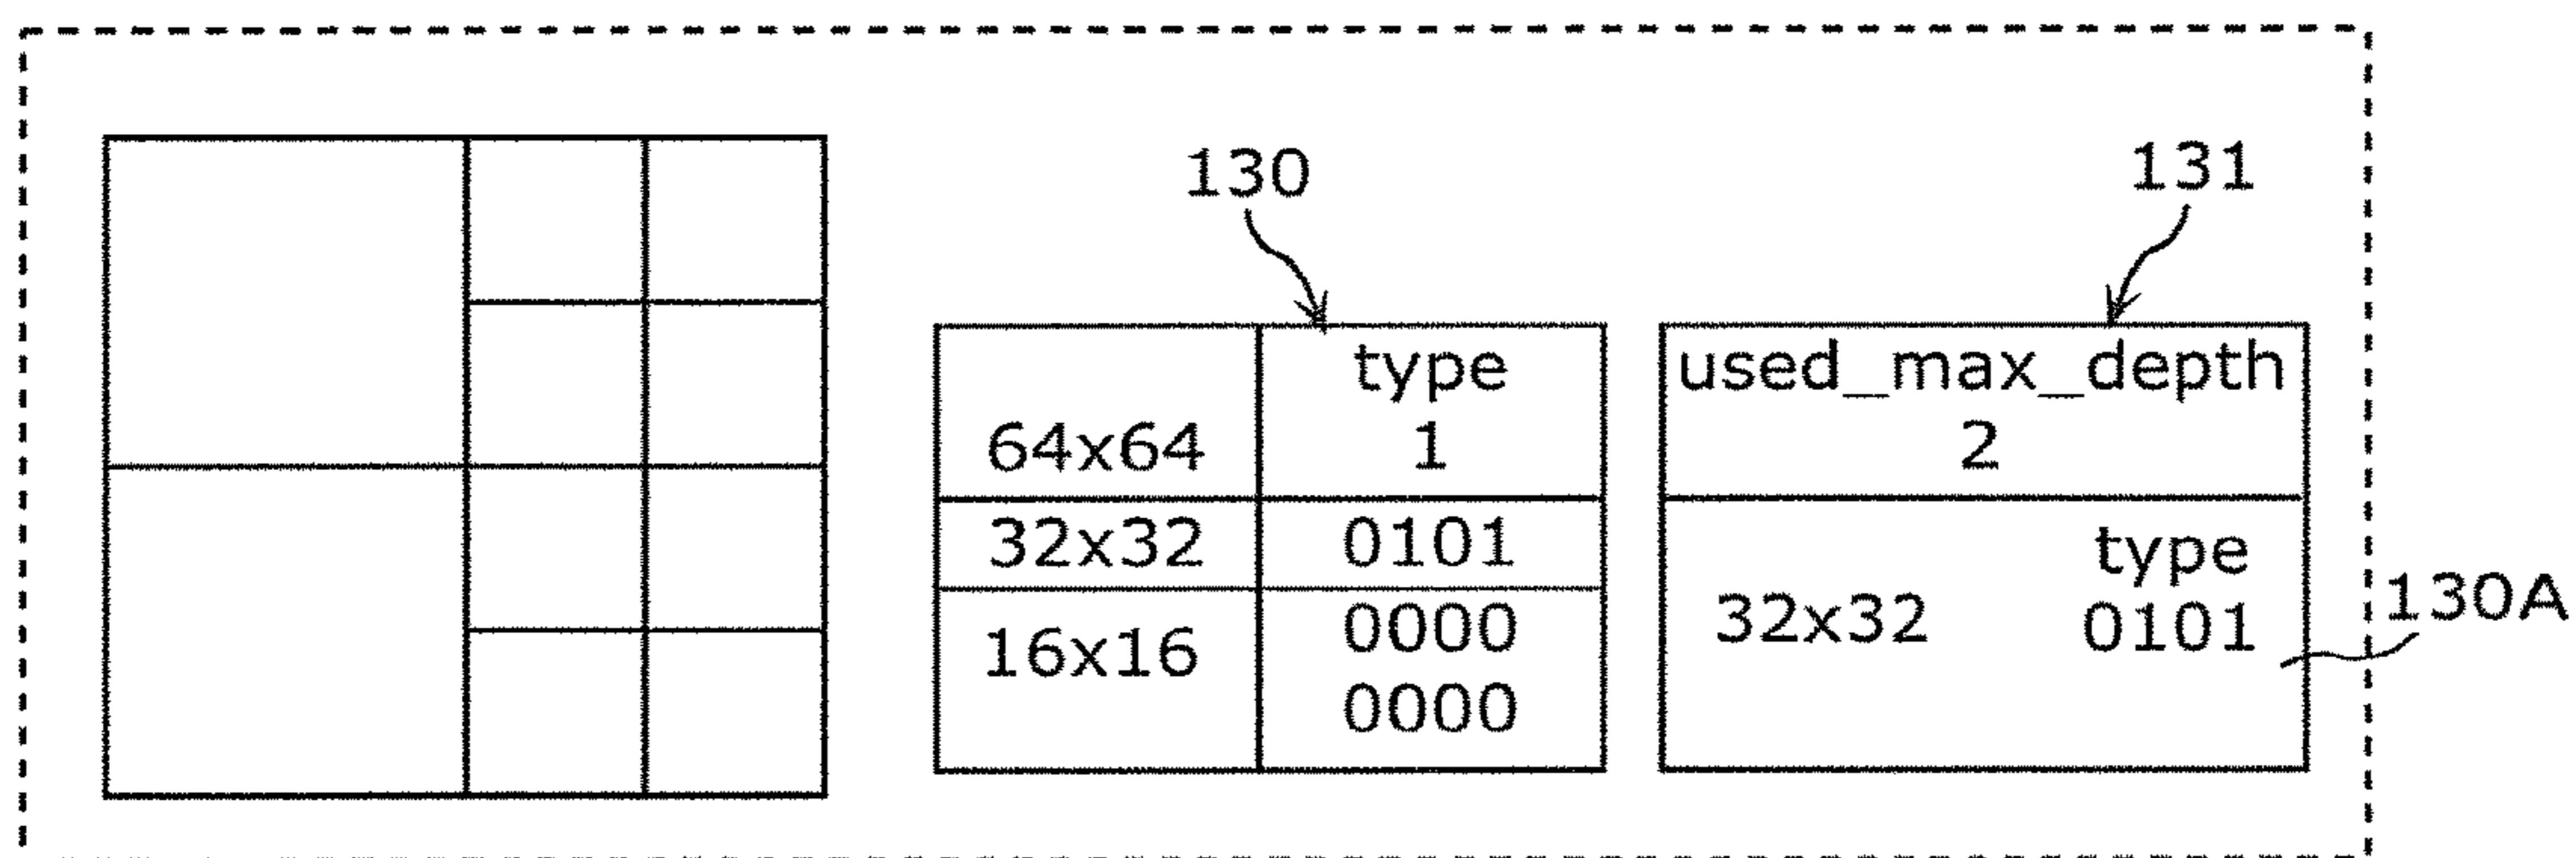 130
131
type
64x64 1
32x32 0101
16x16 0000
0000
used_max_depth
2
type
32x32 0101
130A